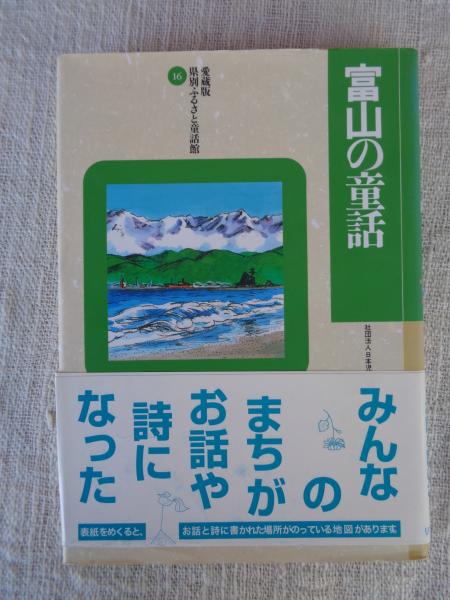 富山の童話
愛蔵版
県別・ふるさと童話館
16
社団法人日本児
みんな
の
まちが
お話や
詩に
なった
表紙をめくると、
お話と詩に書かれた場所がのっている地図があります。